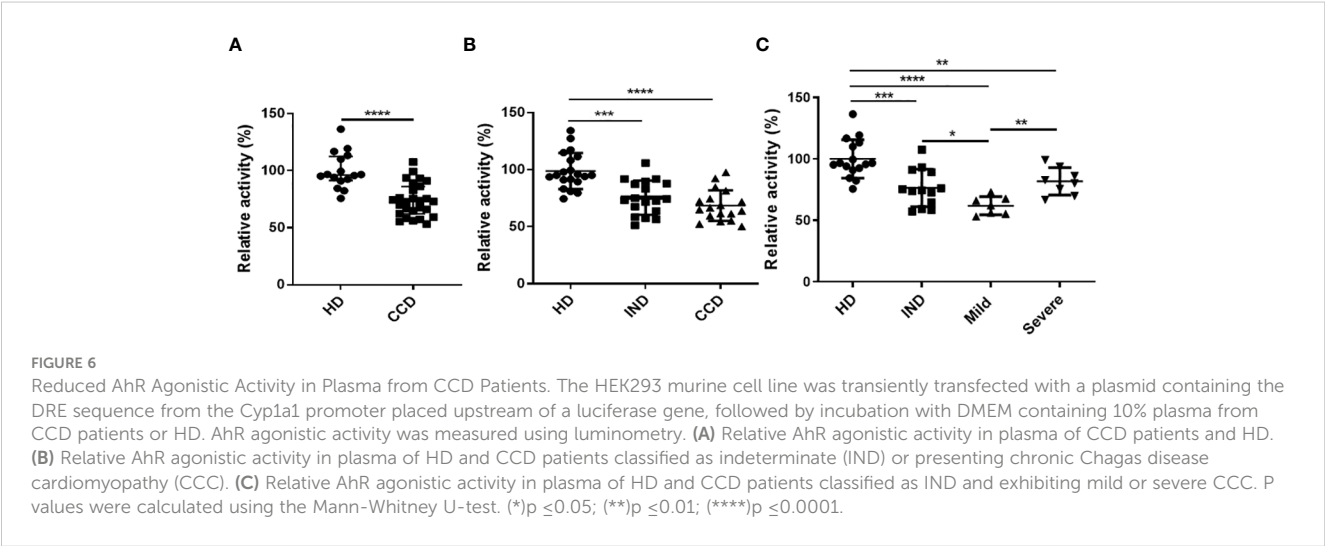 A
B
C
Relative activity (%)
150
100
50
0
****
HD
CCD
Relative activity (%)
150
100
50
0
****
***
HD
IND
CCD
Relative activity (%)
150
100
50
0
**
****
***
*
**
HD
IND
Mild
Severe
FIGURE 6
Reduced AhR Agonistic Activity in Plasma from CCD Patients. The HEK293 murine cell line was transiently transfected with a plasmid containing the
DRE sequence from the Cyp1a1 promoter placed upstream of a luciferase gene, followed by incubation with DMEM containing 10% plasma from
CCD patients or HD. AhR agonistic activity was measured using luminometry. (A) Relative AhR agonistic activity in plasma of CCD patients and HD.
(B) Relative AhR agonistic activity in plasma of HD and CCD patients classified as indeterminate (IND) or presenting chronic Chagas disease
cardiomyopathy (CCC). (C) Relative AhR agonistic activity in plasma of HD and CCD patients classified as IND and exhibiting mild or severe CCC. P
values were calculated using the Mann-Whitney U-test. (*)p ≤0.05; (**)p ≤0.01; (****)p ≤0.0001.